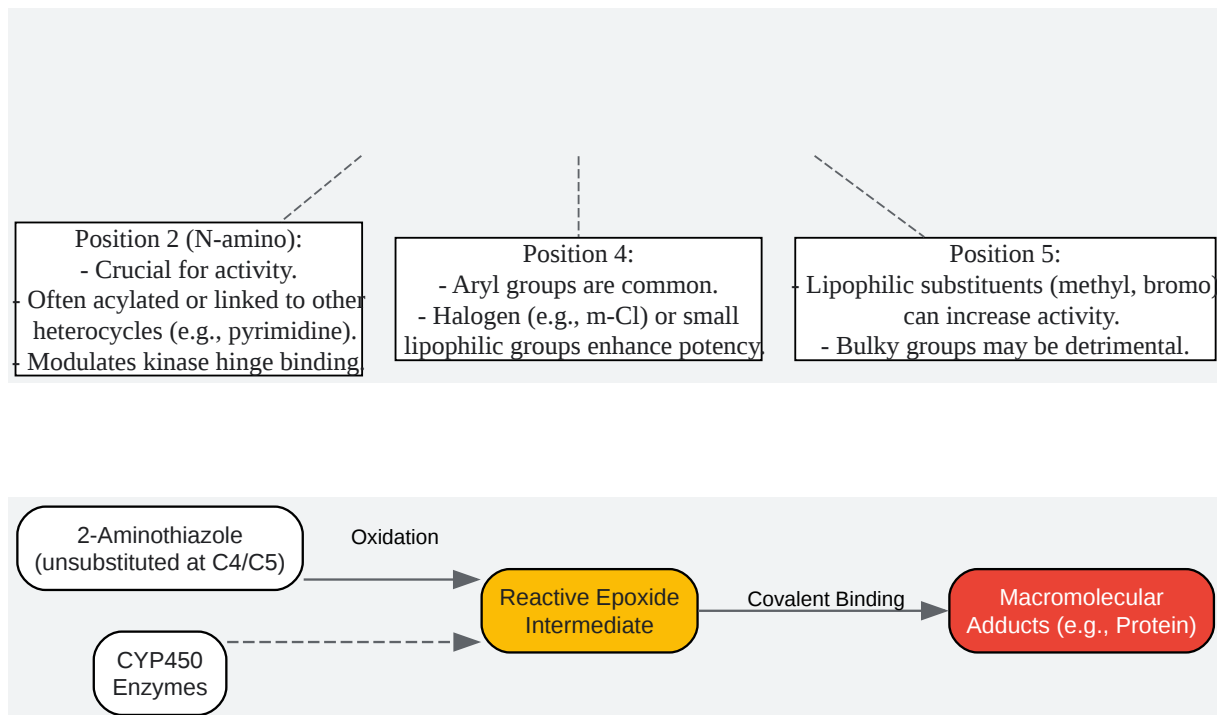 Position 2 (N-amino):
- Crucial for activity.
- Often acylated or linked to other
heterocycles (e.g., pyrimidine).
- Modulates kinase hinge binding.
Position 4:
- Aryl groups are common.
- Halogen (e.g., m-Cl) or small
lipophilic groups enhance potency.
Position 5:
- Lipophilic substituents (methyl, bromo)
can increase activity.
- Bulky groups may be detrimental.
2-Aminothiazole
(unsubstituted at C4/C5)
Oxidation
CYP450
Enzymes
Reactive Epoxide
Intermediate
Covalent Binding
Macromolecular
Adducts (e.g., Protein)